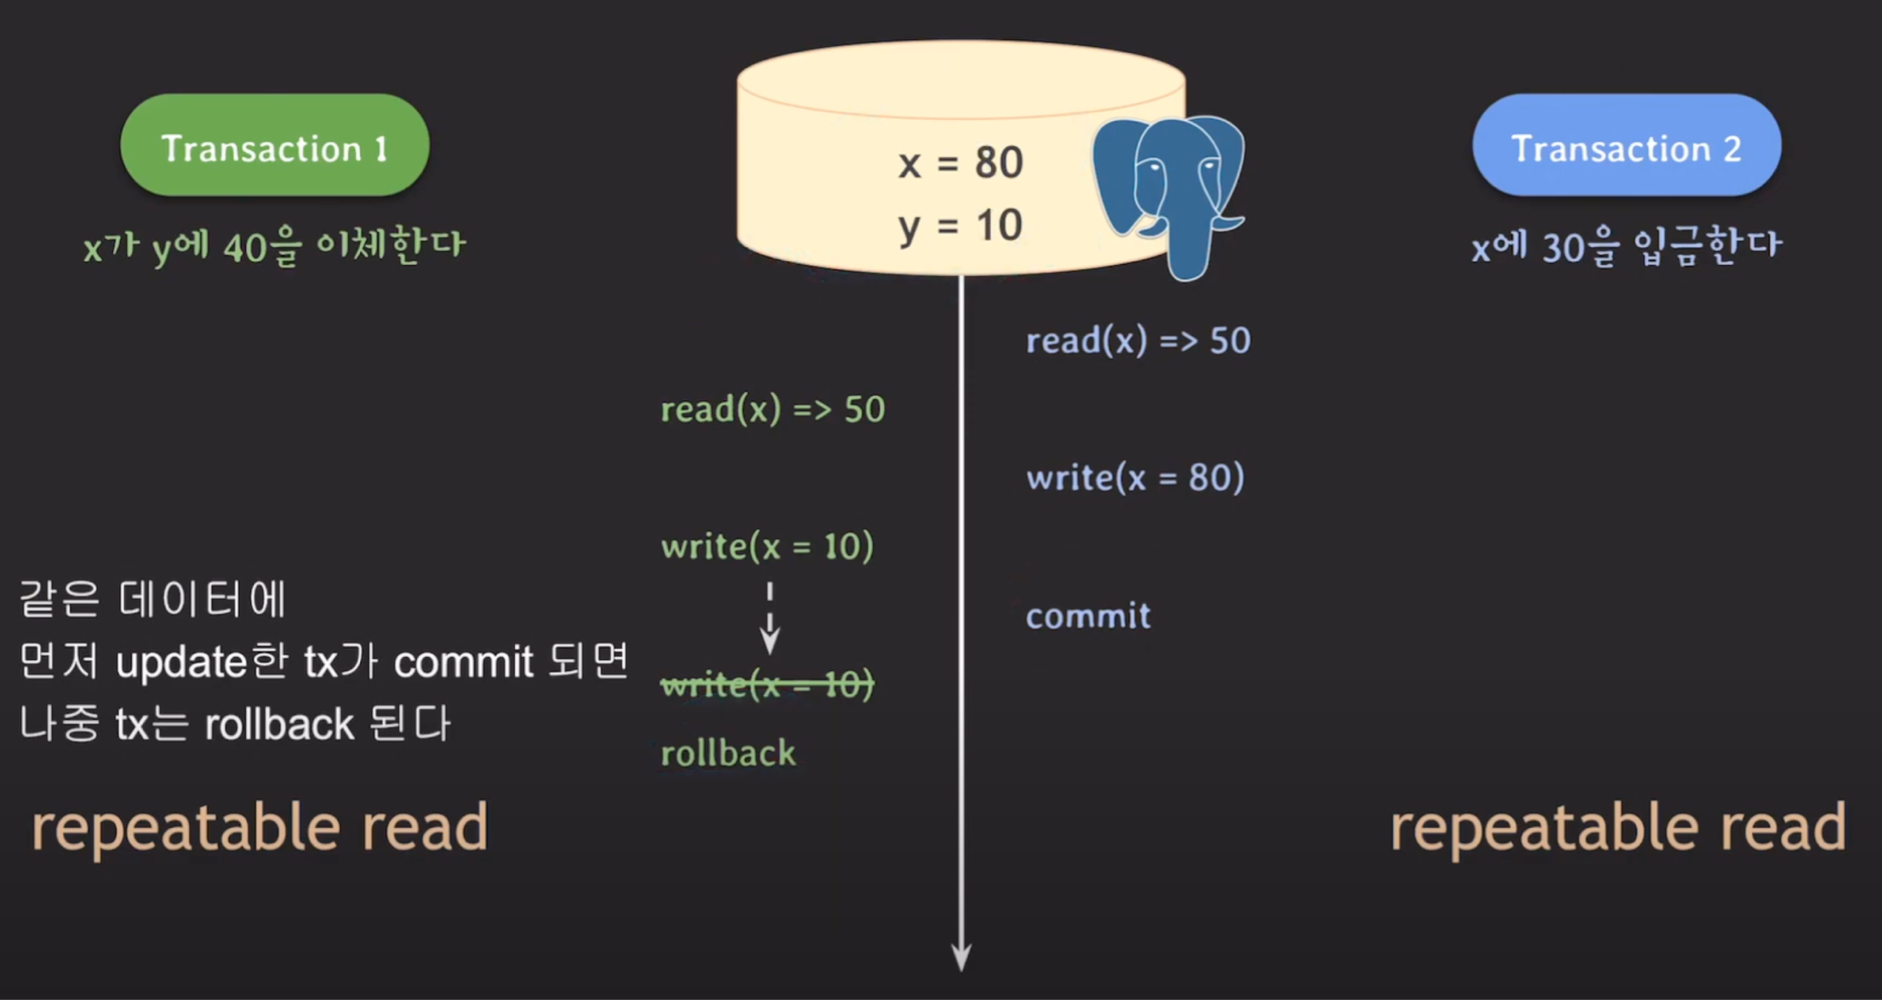 Transaction 1
x가 y에 40을 이체한다
x = 80
y = 10
Transaction 2
x에 30을 입금한다
read(x) => 50
read(x) => 50
write(x = 80)
write(x = 10)
commit
같은 데이터에
먼저 update한 tx가 commit 되면
나중 tx는 rollback 된다
write(x = 10)
rollback
repeatable read
repeatable read